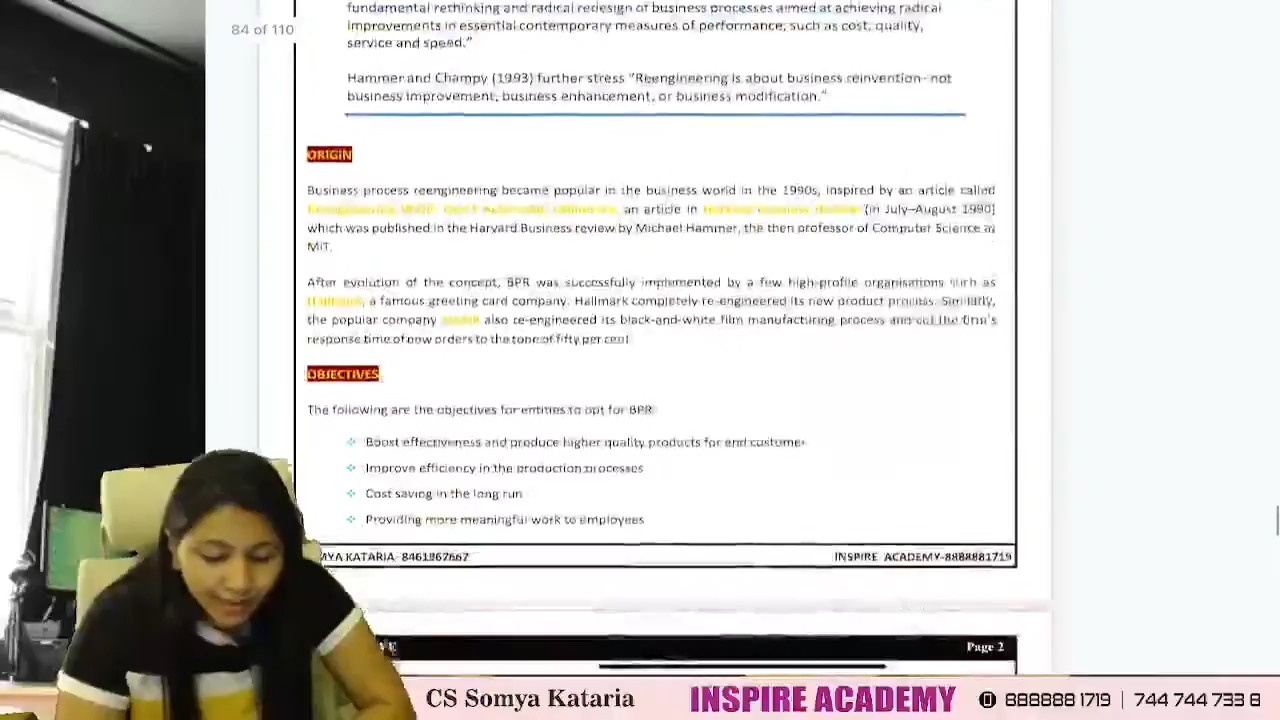 84 of 110
fundamental rethinking and radical redesign of business processes aimed at achieving radical
improvements in essential contemporary measures of performance, such as cost, quality,
service and speed."
Hammer and Champy (1993) further stress "Reengineering is about business reinvention- not
business improvement, business enhancement, or business modification."
ORIGIN
Business process reengineering became popular in the business world in the 1990s, inspired by an article called
an article in Harvard Business Review (in July–August 1990)
which was published in the Harvard Business review by Michael Hammer, the then professor of Computer Science at
MIT.
After evolution of the concept, BPR was successfully implemented by a few high-profile organisations such as
Hallmark, a famous greeting card company. Hallmark completely re-engineered its new product process. Similarly,
the popular company also re-engineered its black-and-white film manufacturing process and cut the firm's
response time of new orders to the tone of fifty per cent
OBJECTIVES
The following are the objectives for entities to opt for BPR
Boost effectiveness and produce higher quality products for end customer
Improve efficiency in the production processes
Cost saving in the long run
Providing more meaningful work to employees
MYA KATARIA- 8461967667
INSPIRE ACADEMY-8888881719
Page 2
CS Somya Kataria
INSPIRE ACADEMY
888888 1719 | 744 744 733 8